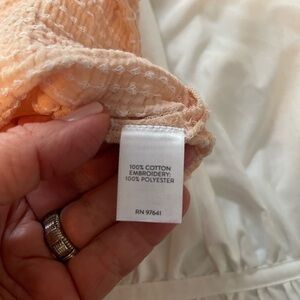 100% COTTON
EMBROIDERY:
100% POLYESTER
RN 97641